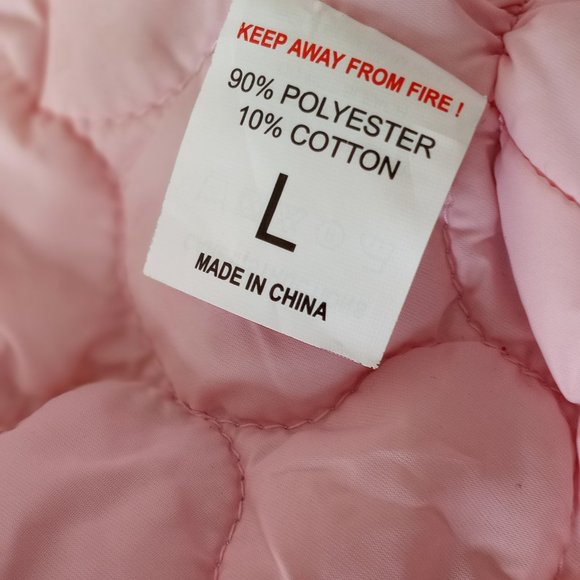 KEEP AWAY FROM FIRE !
90% POLYESTER
10% COTTON
L
MADE IN CHINA